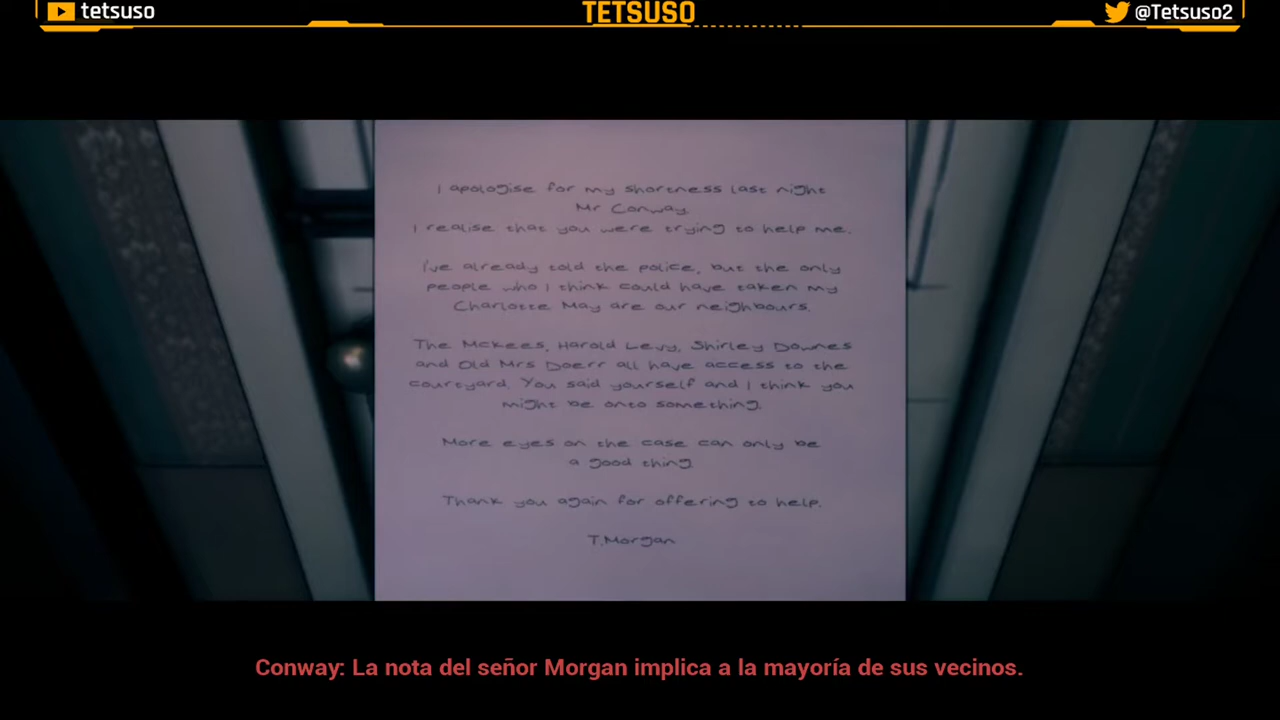 tetsuso
TETSUSO
@Tetsuso2
I apologise for my shortness last night
Mr Conway.
I realise that you were trying to help me.
I've already told the police, but the only
people who I think could have taken my
Charlotte May are our neighbours.
The McKees, Harold Levy, Shirley Downes
and Old Mrs Doerr all have access to the
courtyard. You said yourself and I think you
might be onto something.
More eyes on the case can only be
a good thing.
Thank you again for offering to help.
T.Morgan
Conway: La nota del señor Morgan implica a la mayoría de sus vecinos.